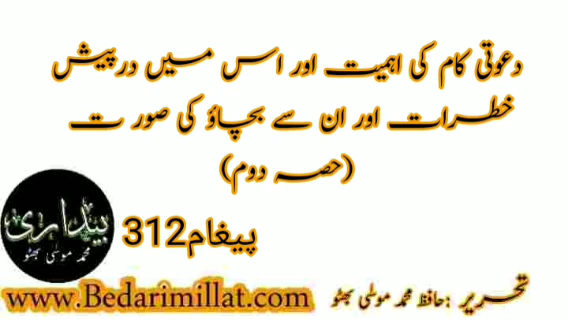 دعوتی کام کی اہمیت اور اس میں درپیش
خطرات اور ان سے بچاؤ کی صورت
(حصہ دوم)
بیداری
محمد موسیٰ بھٹو
پیغام312
www.Bedarimillat.com
تحریر :حافظ محمد موسیٰ بھٹو